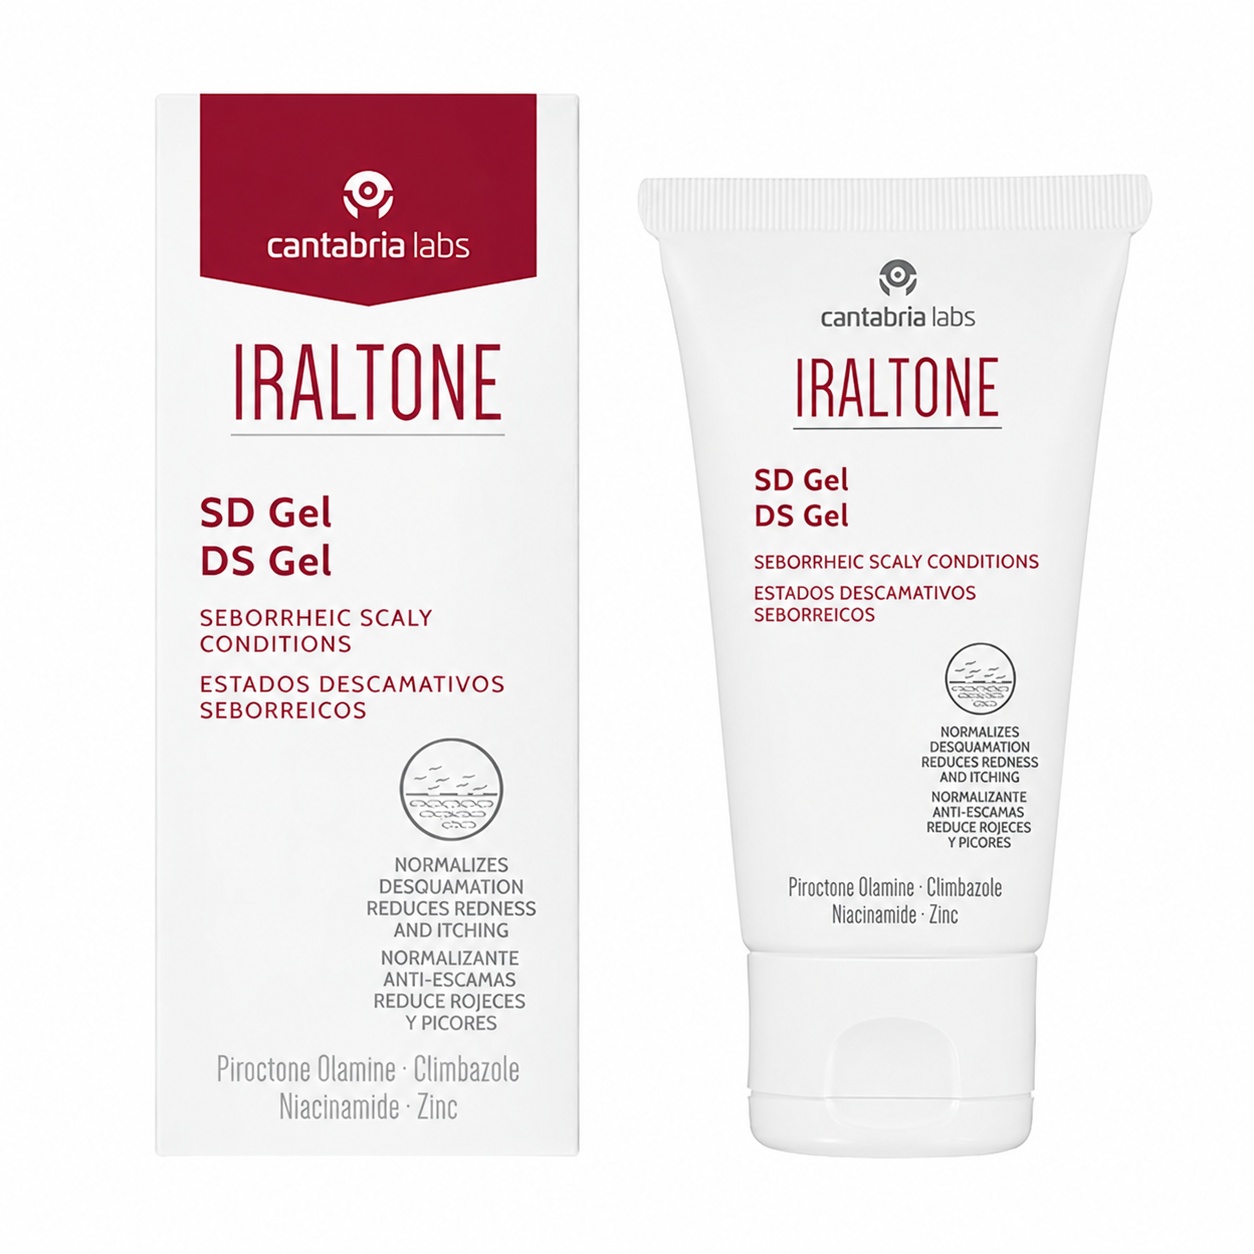 cantabria labs
IRALTONE
SD Gel
DS Gel
SEBORRHEIC SCALY
CONDITIONS
ESTADOS DESCAMATIVOS
SEBORREICOS
NORMALIZES
DESQUAMATION
REDUCES REDNESS
AND ITCHING
NORMALIZANTE
ANTI-ESCAMAS
REDUCE ROJECES
Y PICORES
Piroctone Olamine · Climbazole
Niacinamide · Zinc
cantabria labs
IRALTONE
SD Gel
DS Gel
SEBORRHEIC SCALY CONDITIONS
ESTADOS DESCAMATIVOS
SEBORREICOS
NORMALIZES
DESQUAMATION
REDUCES REDNESS
AND ITCHING
NORMALIZANTE
ANTI-ESCAMAS
REDUCE ROJECES
Y PICORES
Piroctone Olamine · Climbazole
Niacinamide · Zinc